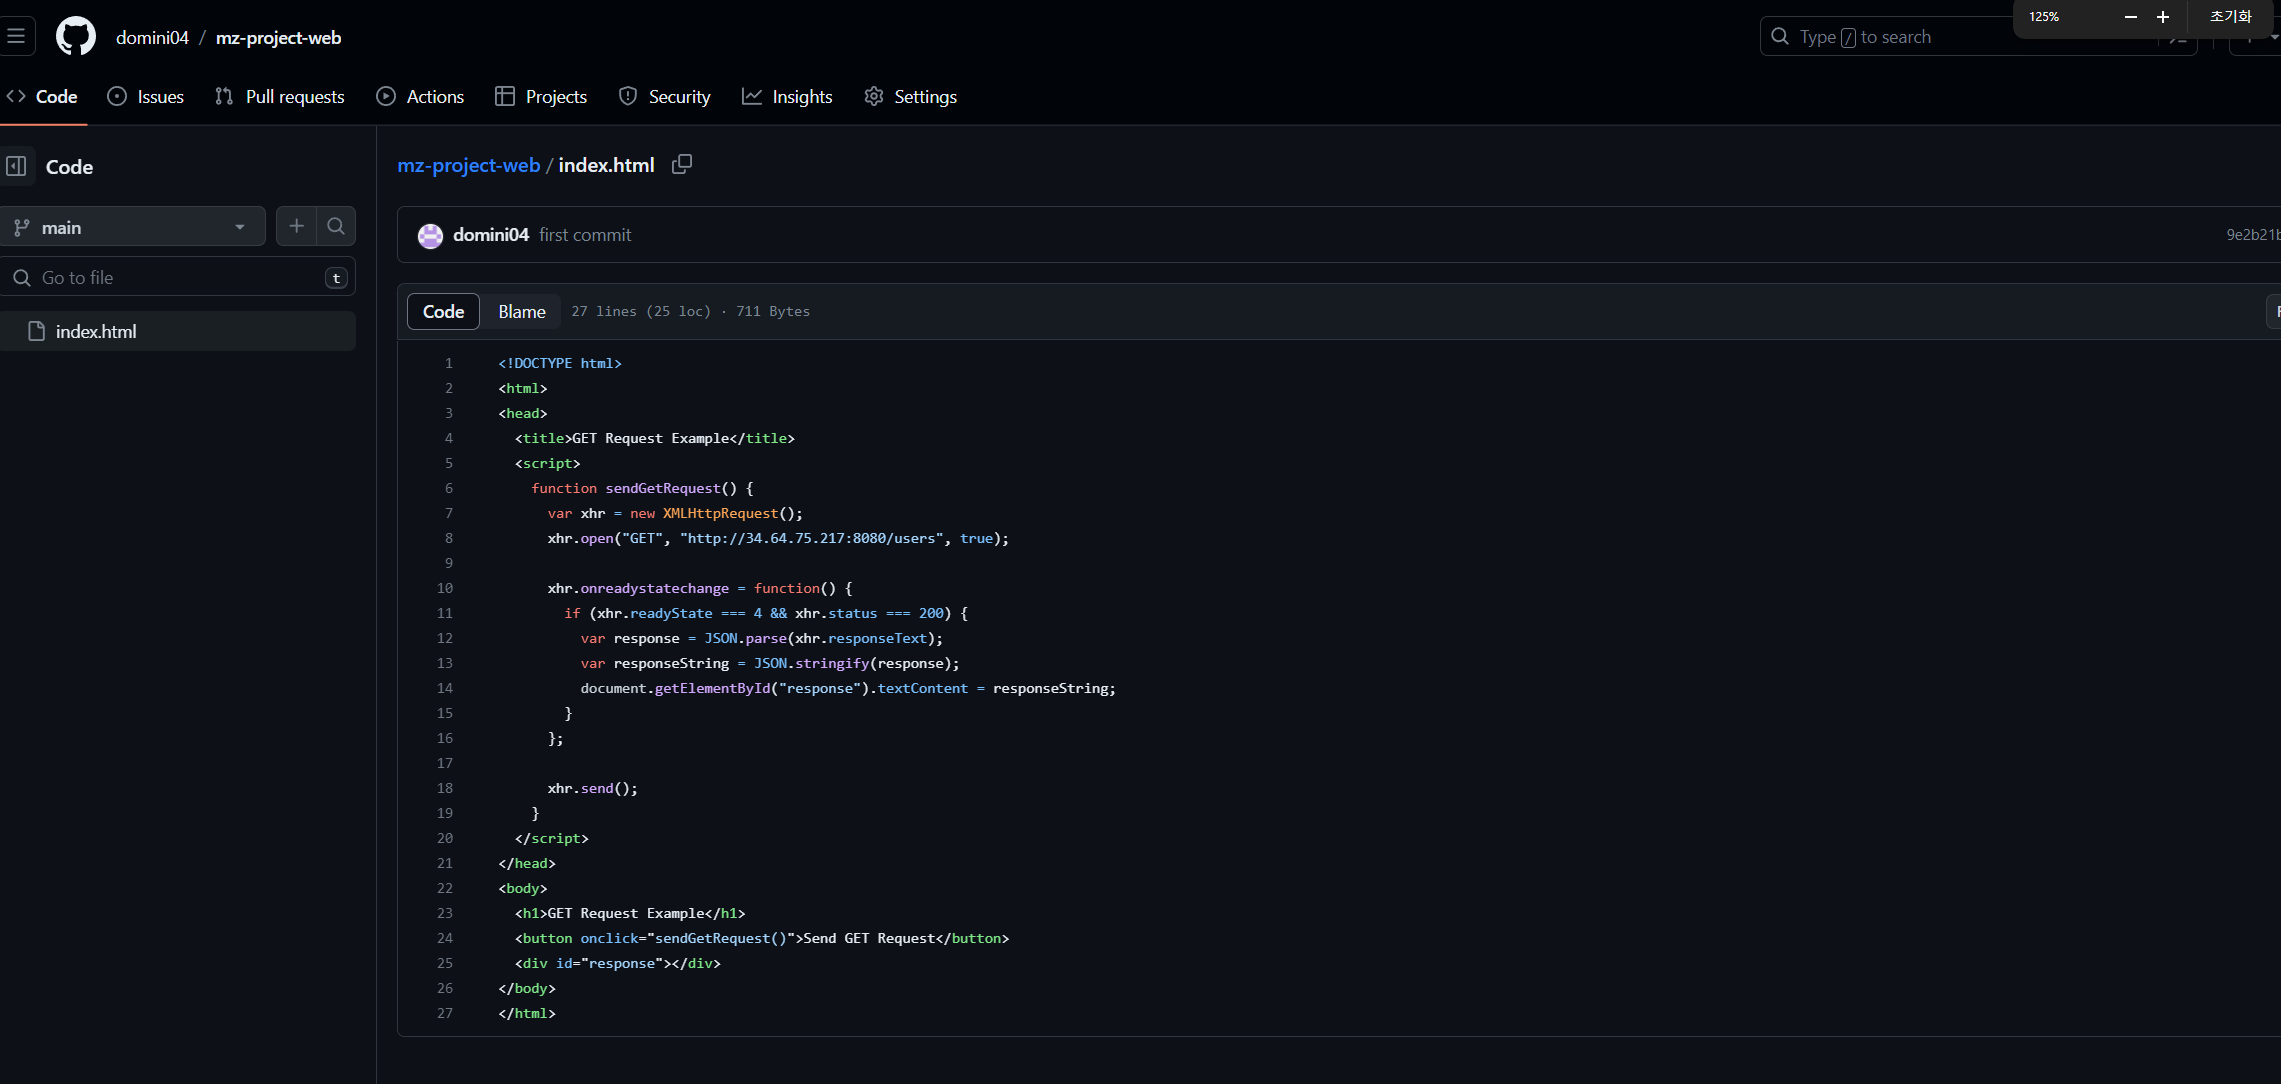 125%
초기화
domini04 / mz-project-web
Type / to search
Code
Issues
Pull requests
Actions
Projects
Security
Insights
Settings
Code
main
Go to file
t
index.html
mz-project-web / index.html
domini04 first commit
9e2b21b
Code
Blame
27 lines (25 loc) · 711 Bytes
1 <!DOCTYPE html>
2 <html>
3 <head>
4 <title>GET Request Example</title>
5 <script>
6 function sendGetRequest() {
7 var xhr = new XMLHttpRequest();
8 xhr.open("GET", "http://34.64.75.217:8080/users", true);
9
10 xhr.onreadystatechange = function() {
11 if (xhr.readyState === 4 && xhr.status === 200) {
12 var response = JSON.parse(xhr.responseText);
13 var responseString = JSON.stringify(response);
14 document.getElementById("response").textContent = responseString;
15 }
16 };
17
18 xhr.send();
19 }
20 </script>
21 </head>
22 <body>
23 <h1>GET Request Example</h1>
24 <button onclick="sendGetRequest()">Send GET Request</button>
25 <div id="response"></div>
26 </body>
27 </html>